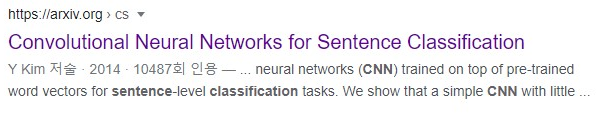 https://arxiv.org › cs
Convolutional Neural Networks for Sentence Classification
Y Kim 저술 · 2014 · 10487회 인용 — ... neural networks (CNN) trained on top of pre-trained
word vectors for sentence-level classification tasks. We show that a simple CNN with little ...